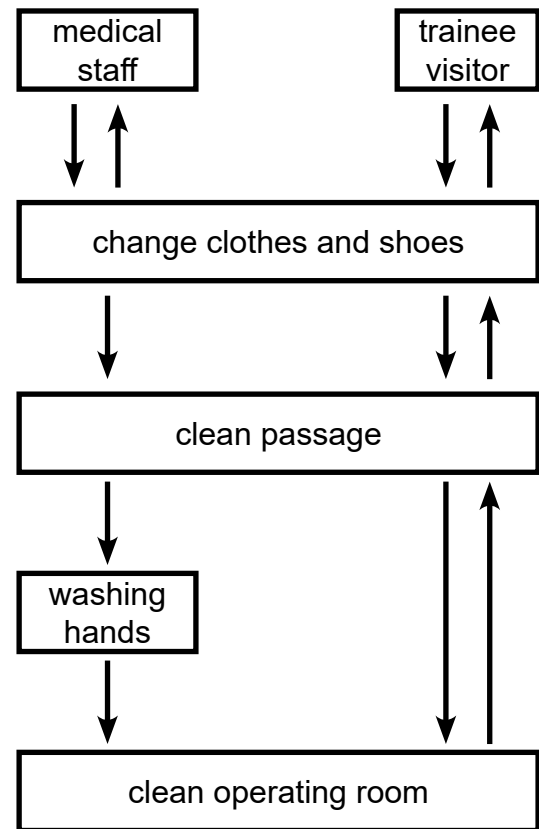 medical
staff
trainee
visitor
change clothes and shoes
clean passage
washing
hands
clean operating room